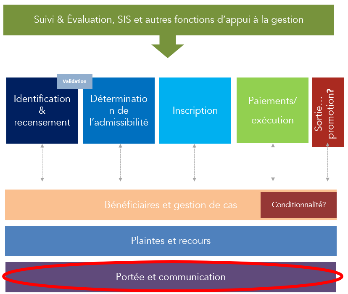 Suivi & Évaluation, SIS et autres fonctions d'appui à la gestion
Validation
Identification
&
recensement
Déterminatio
n de
l'admissibilité
Inscription
Paiements/
exécution
Sortie…
promotion?
Bénéficiaires et gestion de cas
Conditionnalité?
Plaintes et recours
Portée et communication